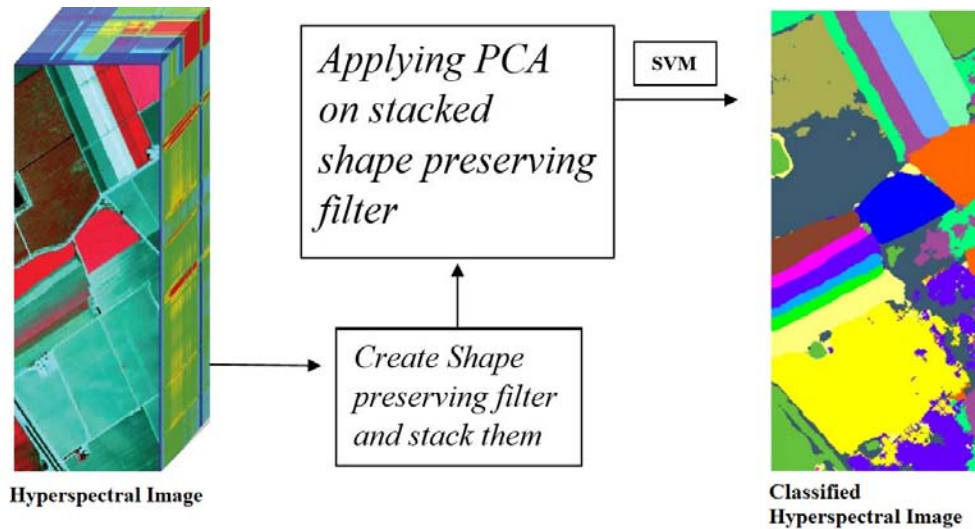 Hyperspectral Image
Create Shape
preserving filter
and stack them
Applying PCA
on stacked
shape preserving
filter
SVM
Classified
Hyperspectral Image